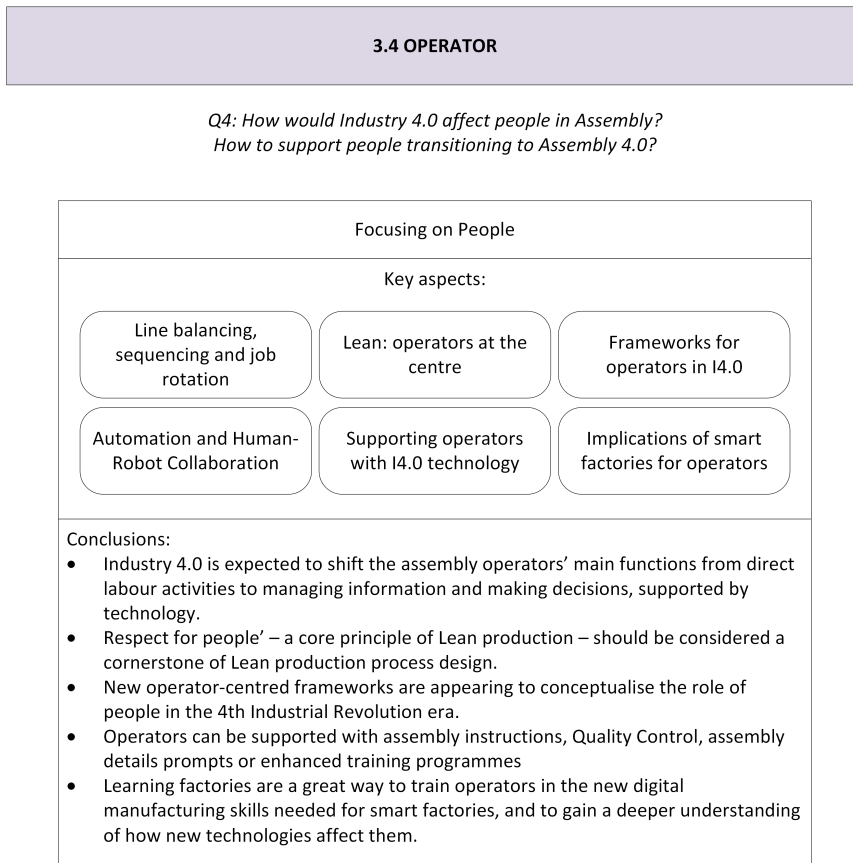 3.4 OPERATOR
Q4: How would Industry 4.0 affect people in Assembly?
How to support people transitioning to Assembly 4.0?
Focusing on People
Key aspects:
Line balancing,
sequencing and job
rotation
Lean: operators at the
centre
Frameworks for
operators in I4.0
Automation and Human-
Robot Collaboration
Supporting operators
with I4.0 technology
Implications of smart
factories for operators
Conclusions:
• Industry 4.0 is expected to shift the assembly operators’ main functions from direct
labour activities to managing information and making decisions, supported by
technology.
• Respect for people’ – a core principle of Lean production – should be considered a
cornerstone of Lean production process design.
• New operator-centred frameworks are appearing to conceptualise the role of
people in the 4th Industrial Revolution era.
• Operators can be supported with assembly instructions, Quality Control, assembly
details prompts or enhanced training programmes
• Learning factories are a great way to train operators in the new digital
manufacturing skills needed for smart factories, and to gain a deeper understanding
of how new technologies affect them.